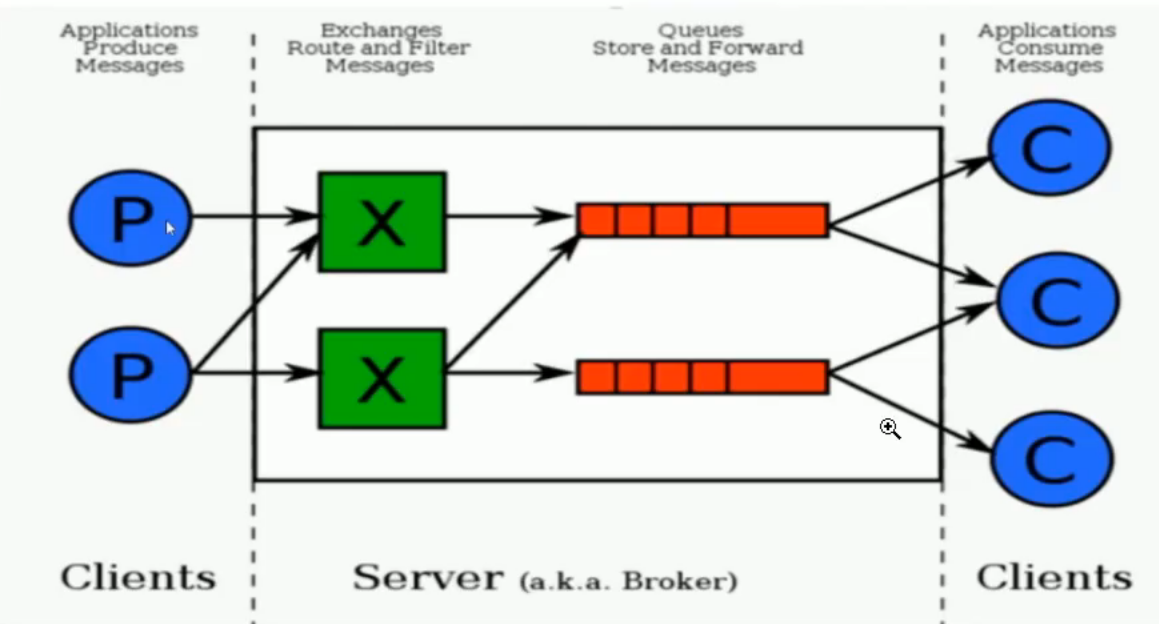 Applications
Produce
Messages
Exchanges
Route and Filter
Messages
Queues
Store and Forward
Messages
Applications
Consume
Messages
P
X
C
C
P
X
C
Clients
Server (a.k.a. Broker)
Clients